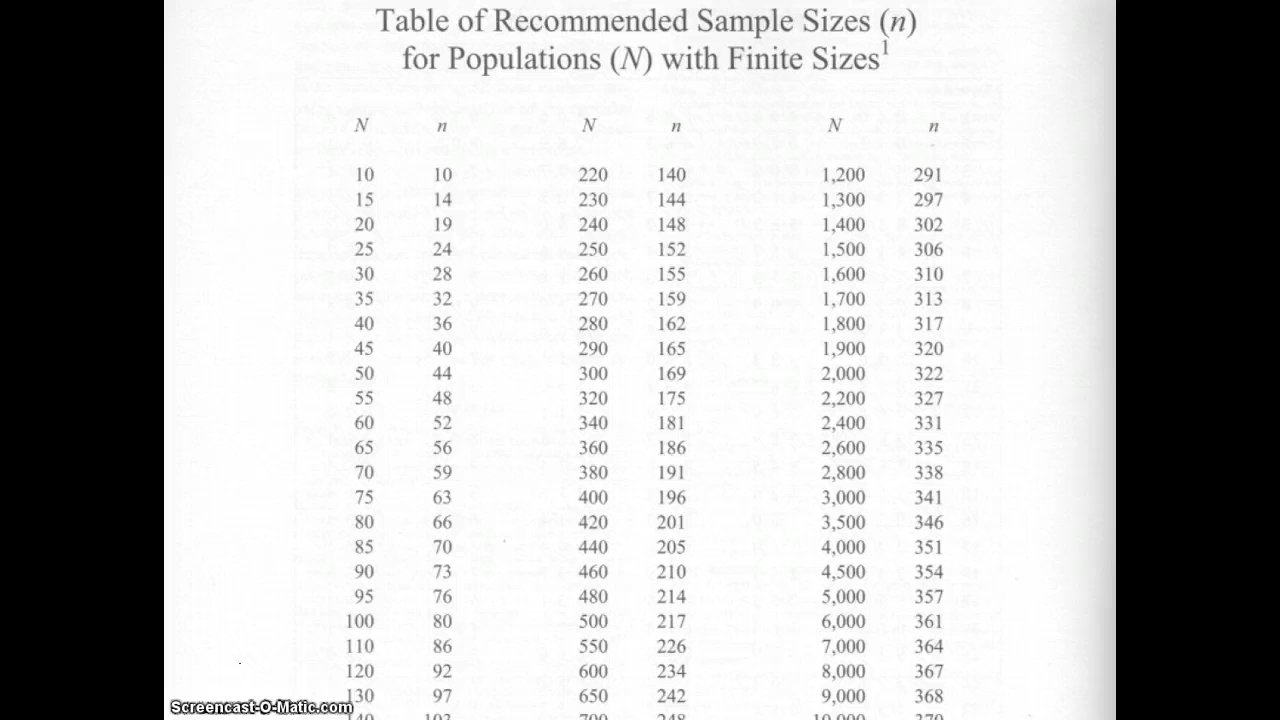 Table of Recommended Sample Sizes (n)
for Populations (N) with Finite Sizes1
N n N n N n
10 10 220 140 1,200 291
15 14 230 144 1,300 297
20 19 240 148 1,400 302
25 24 250 152 1,500 306
30 28 260 155 1,600 310
35 32 270 159 1,700 313
40 36 280 162 1,800 317
45 40 290 165 1,900 320
50 44 300 169 2,000 322
55 48 320 175 2,200 327
60 52 340 181 2,400 331
65 56 360 186 2,600 335
70 59 380 191 2,800 338
75 63 400 196 3,000 341
80 66 420 201 3,500 346
85 70 440 205 4,000 351
90 73 460 210 4,500 354
95 76 480 214 5,000 357
100 80 500 217 6,000 361
110 86 550 226 7,000 364
120 92 600 234 8,000 367
130 97 650 242 9,000 368
140 103 700 248 10,000 370
Screencast-O-Matic.com